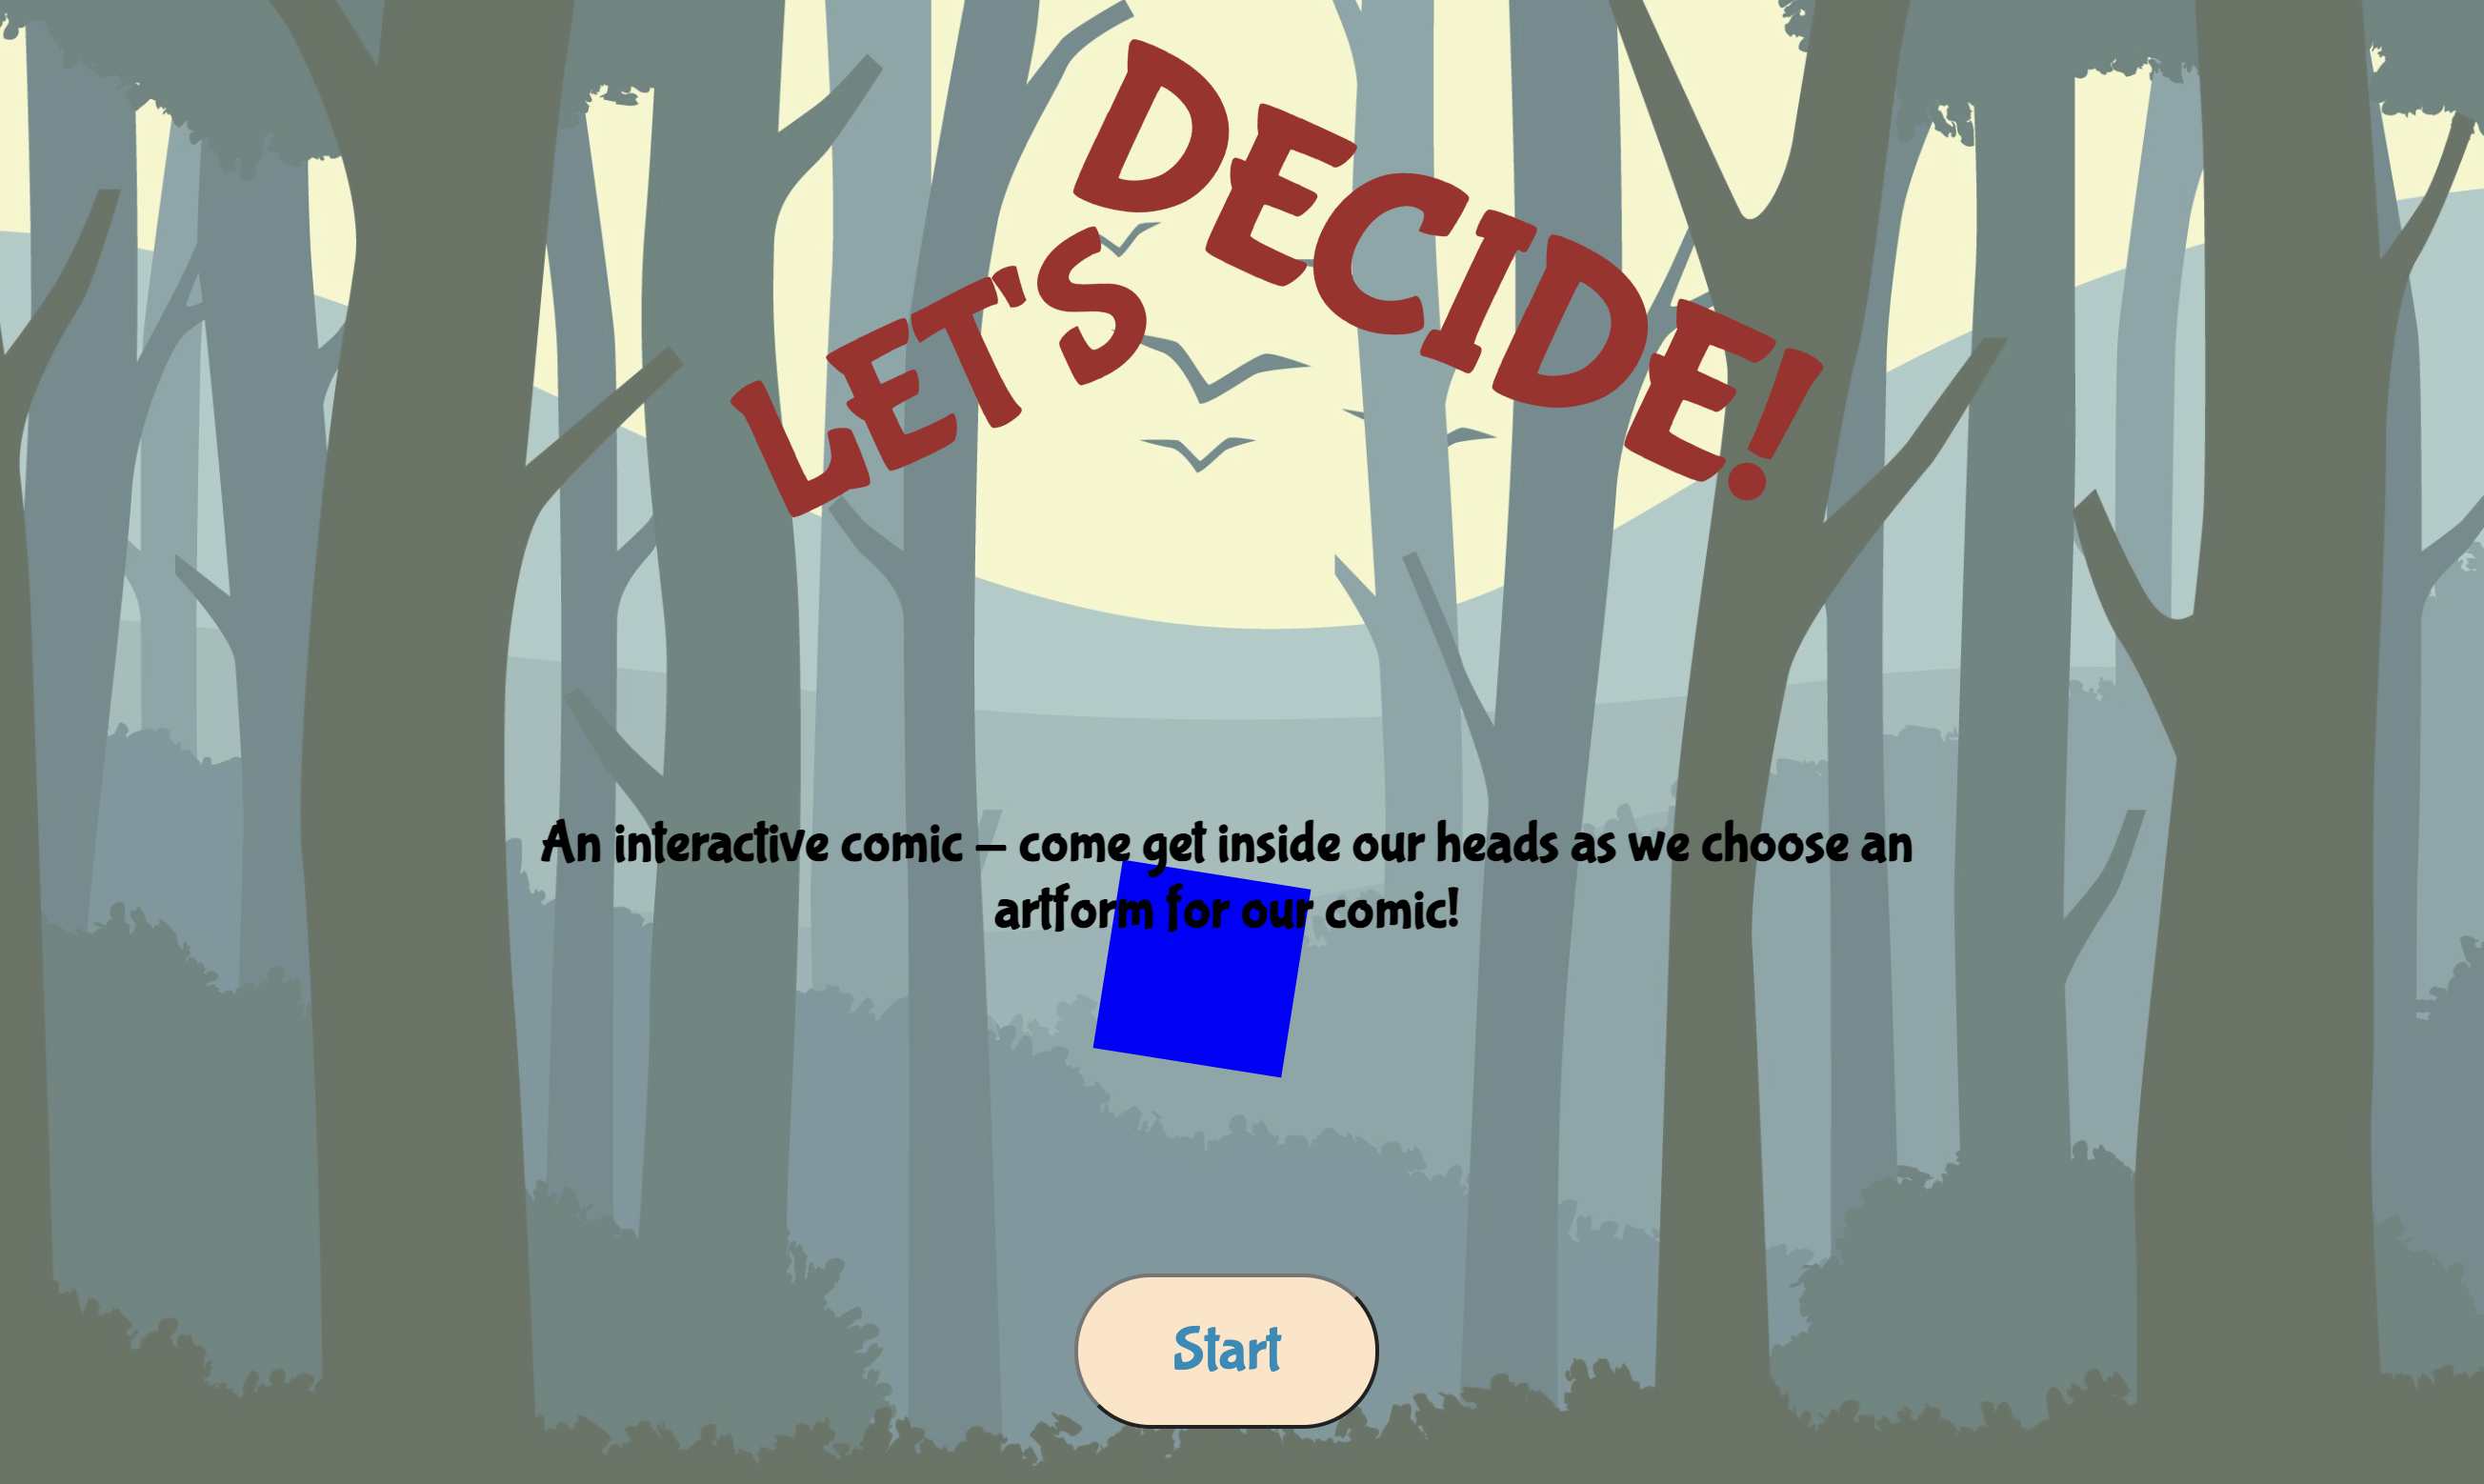 LET'S DECIDE!
An interactive comic – come get inside our heads as we choose an
artform for our comic!
Start